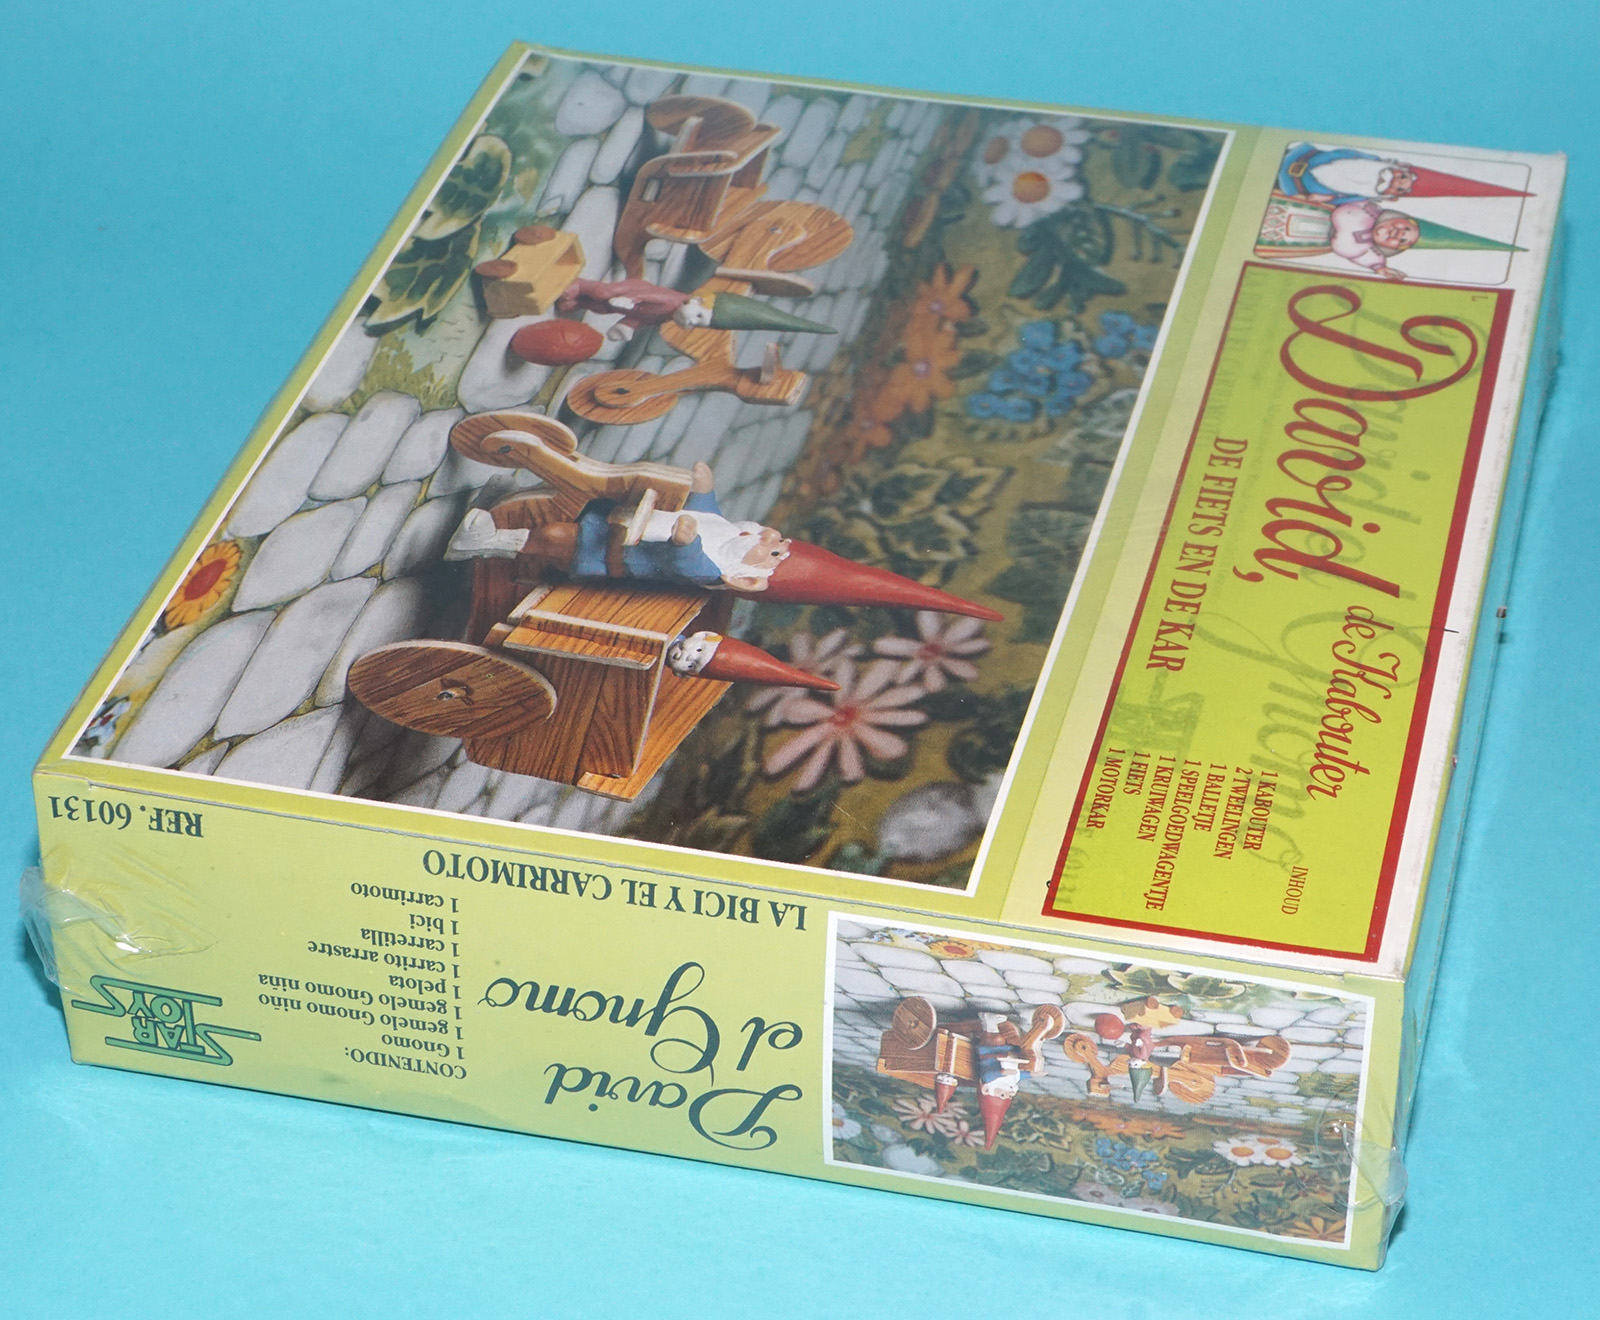 David,
de Kabouter
DE FIETS EN DE KAR
INHOUD
1 KABOUTER
2 TWEELINGEN
1 BALLETJE
1 SPEELGOEDWAGENTJE
1 KRUIWAGEN
1 FIETS
1 MOTORKAR
David
el Gnomo
LA BICI Y EL CARRIMOTO
CONTENIDO:
1 Gnomo
1 gemelo Gnomo niño
1 gemelo Gnomo niña
1 pelota
1 carrito arrastre
1 carretilla
1 bici
1 carrimoto
STAR
TOYS
REF. 60131